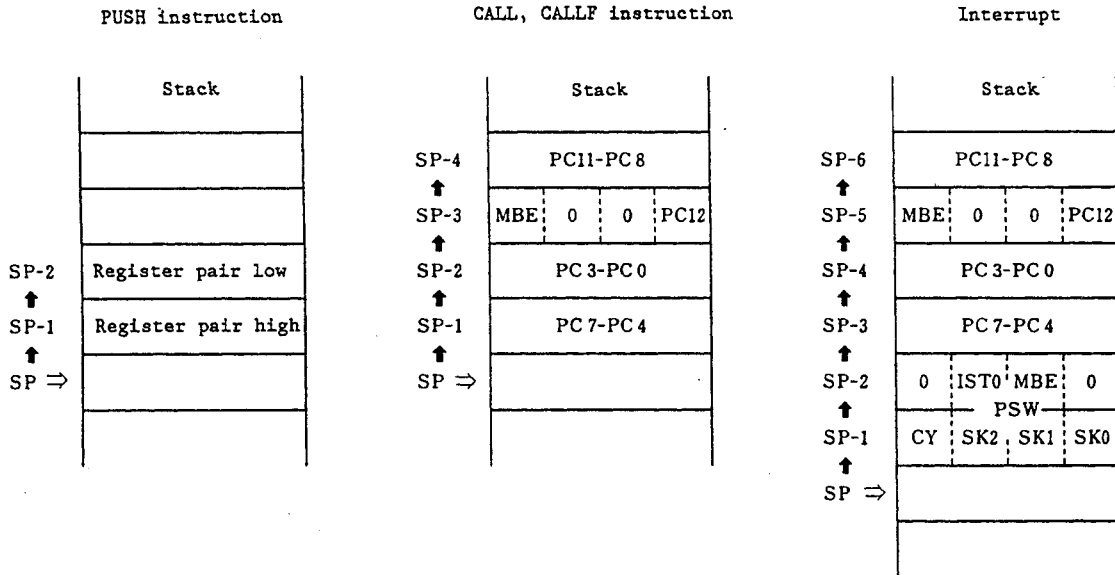 PUSH instruction
Stack
SP-2 Register pair low
SP-1 Register pair high
SP ⇒
CALL, CALLF instruction
Stack
SP-4 PC11-PC8
SP-3 MBE 0 0 PC12
SP-2 PC3-PC0
SP-1 PC7-PC4
SP ⇒
Interrupt
Stack
SP-6 PC11-PC8
SP-5 MBE 0 0 PC12
SP-4 PC3-PC0
SP-3 PC7-PC4
SP-2 0 IST0 MBE 0
PSW
SP-1 CY SK2 SK1 SK0
SP ⇒